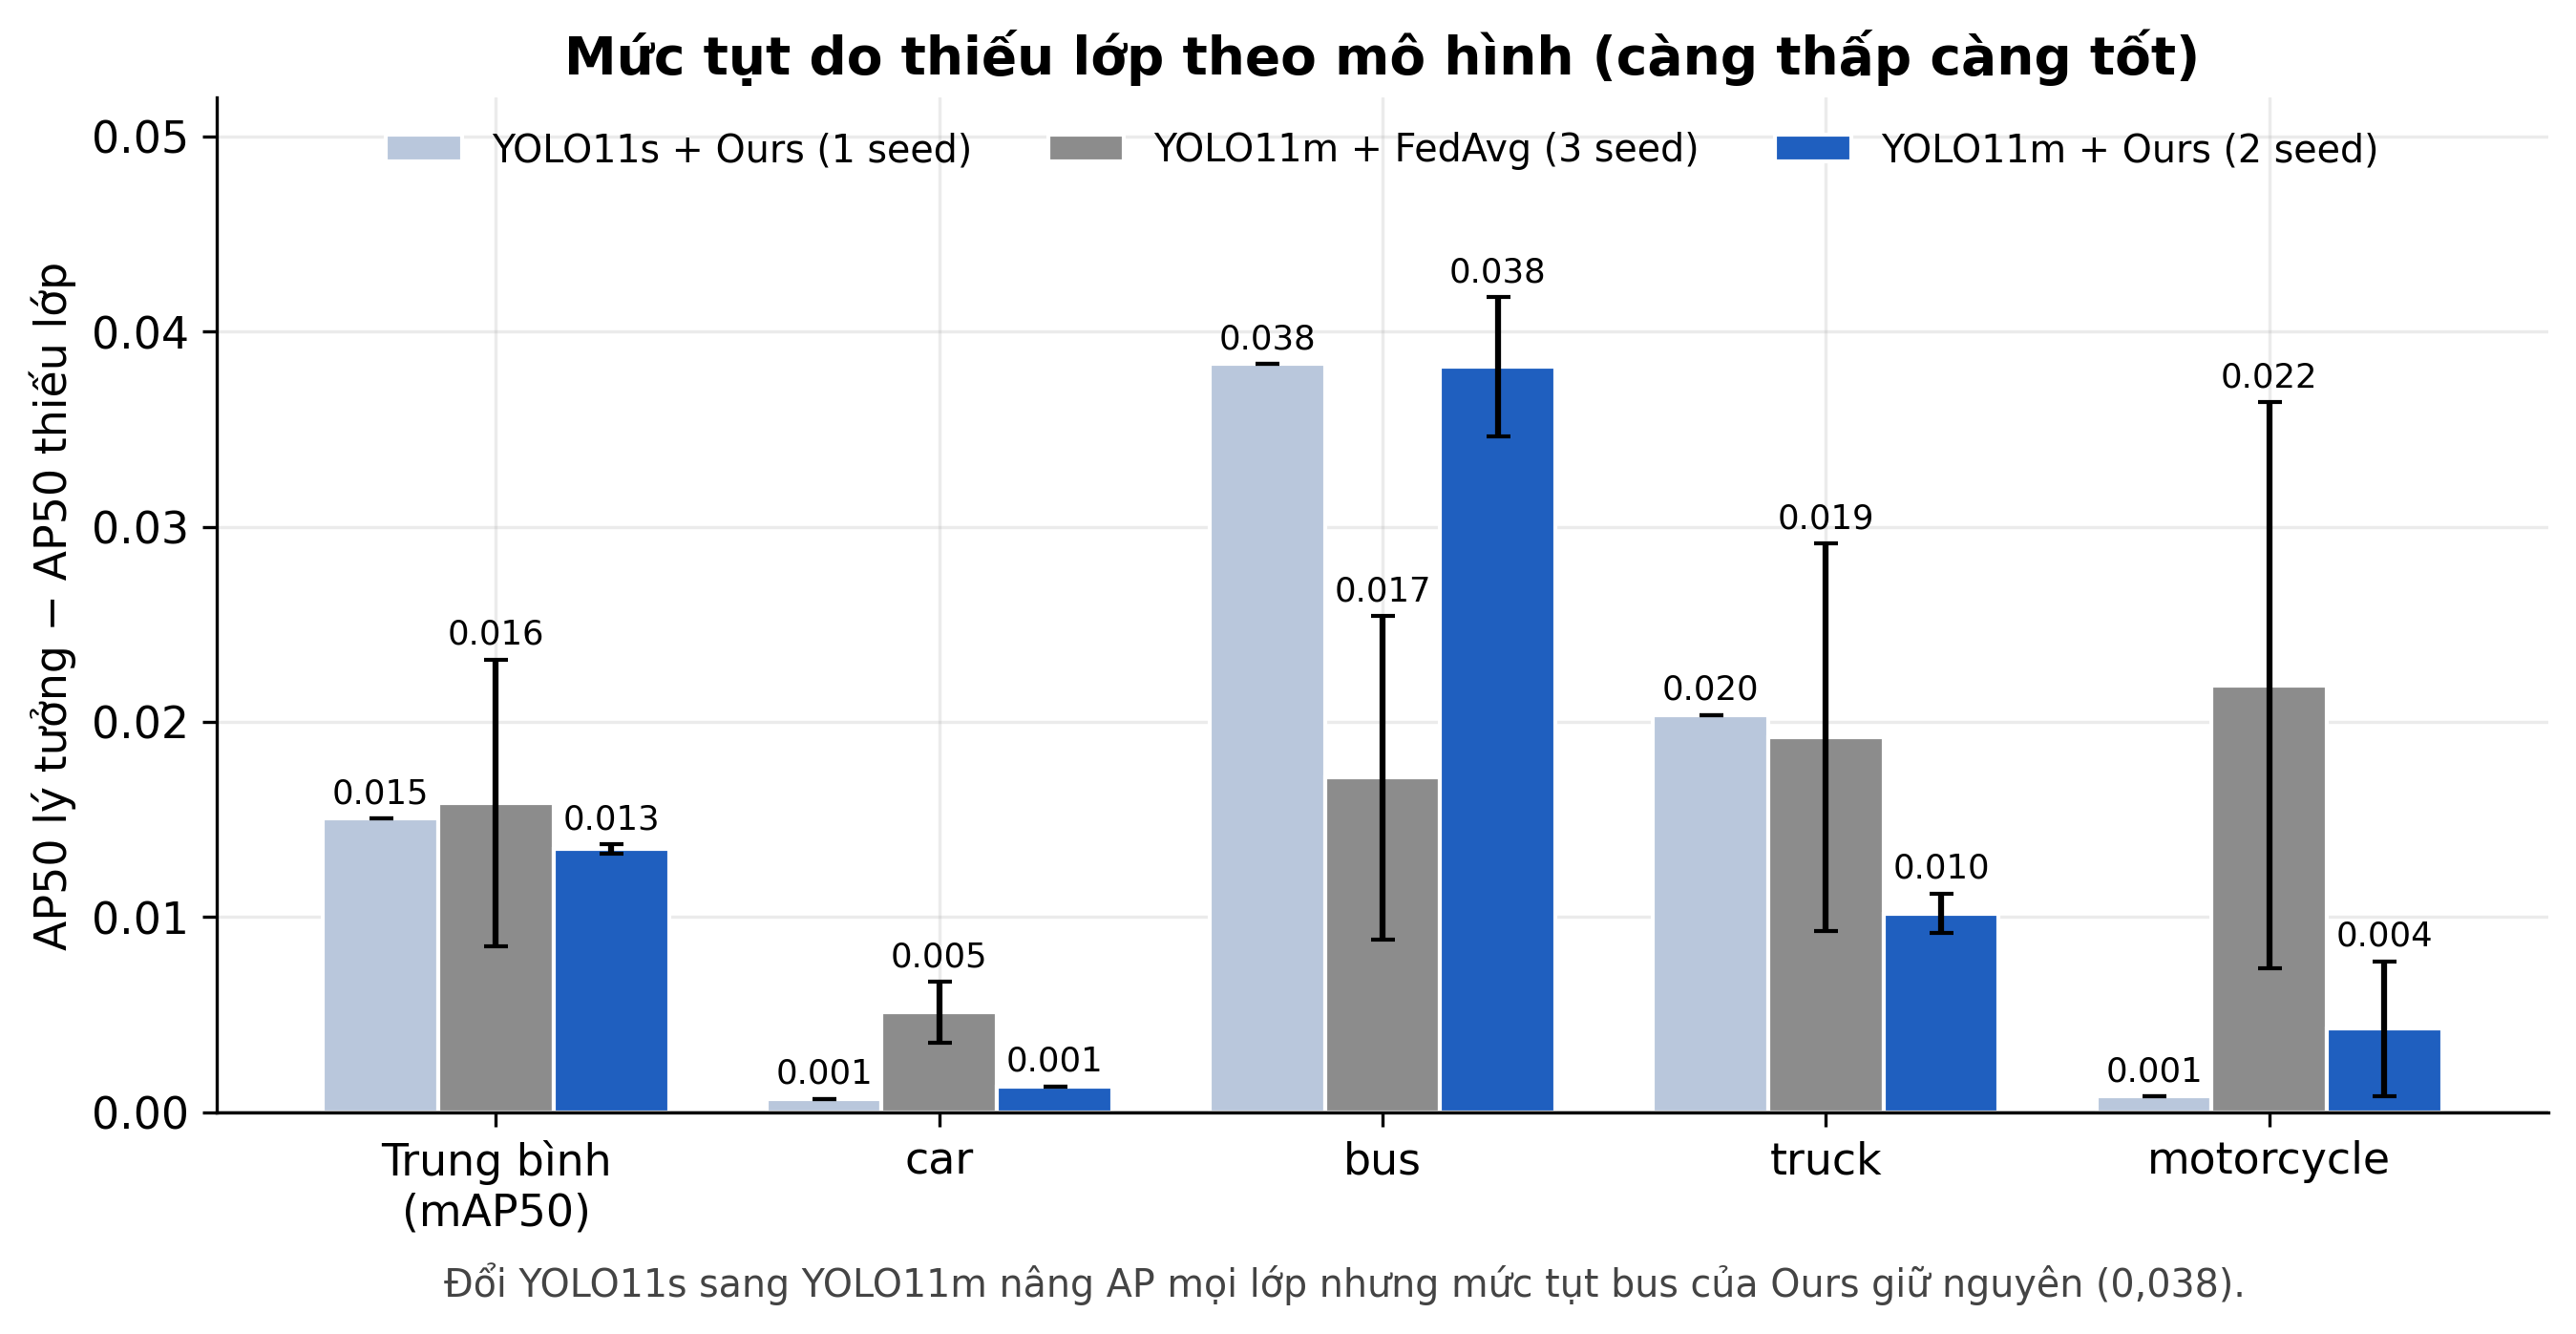 Mức tụt do thiếu lớp theo mô hình (càng thấp càng tốt)
YOLO11s + Ours (1 seed)
YOLO11m + FedAvg (3 seed)
YOLO11m + Ours (2 seed)
AP50 lý tưởng − AP50 thiếu lớp
0.05
0.04
0.03
0.02
0.01
0.00
0.015
0.016
0.013
0.001
0.005
0.001
0.038
0.017
0.038
0.020
0.019
0.010
0.001
0.022
0.004
Trung bình
(mAP50)
car
bus
truck
motorcycle
Đổi YOLO11s sang YOLO11m nâng AP mọi lớp nhưng mức tụt bus của Ours giữ nguyên (0,038).